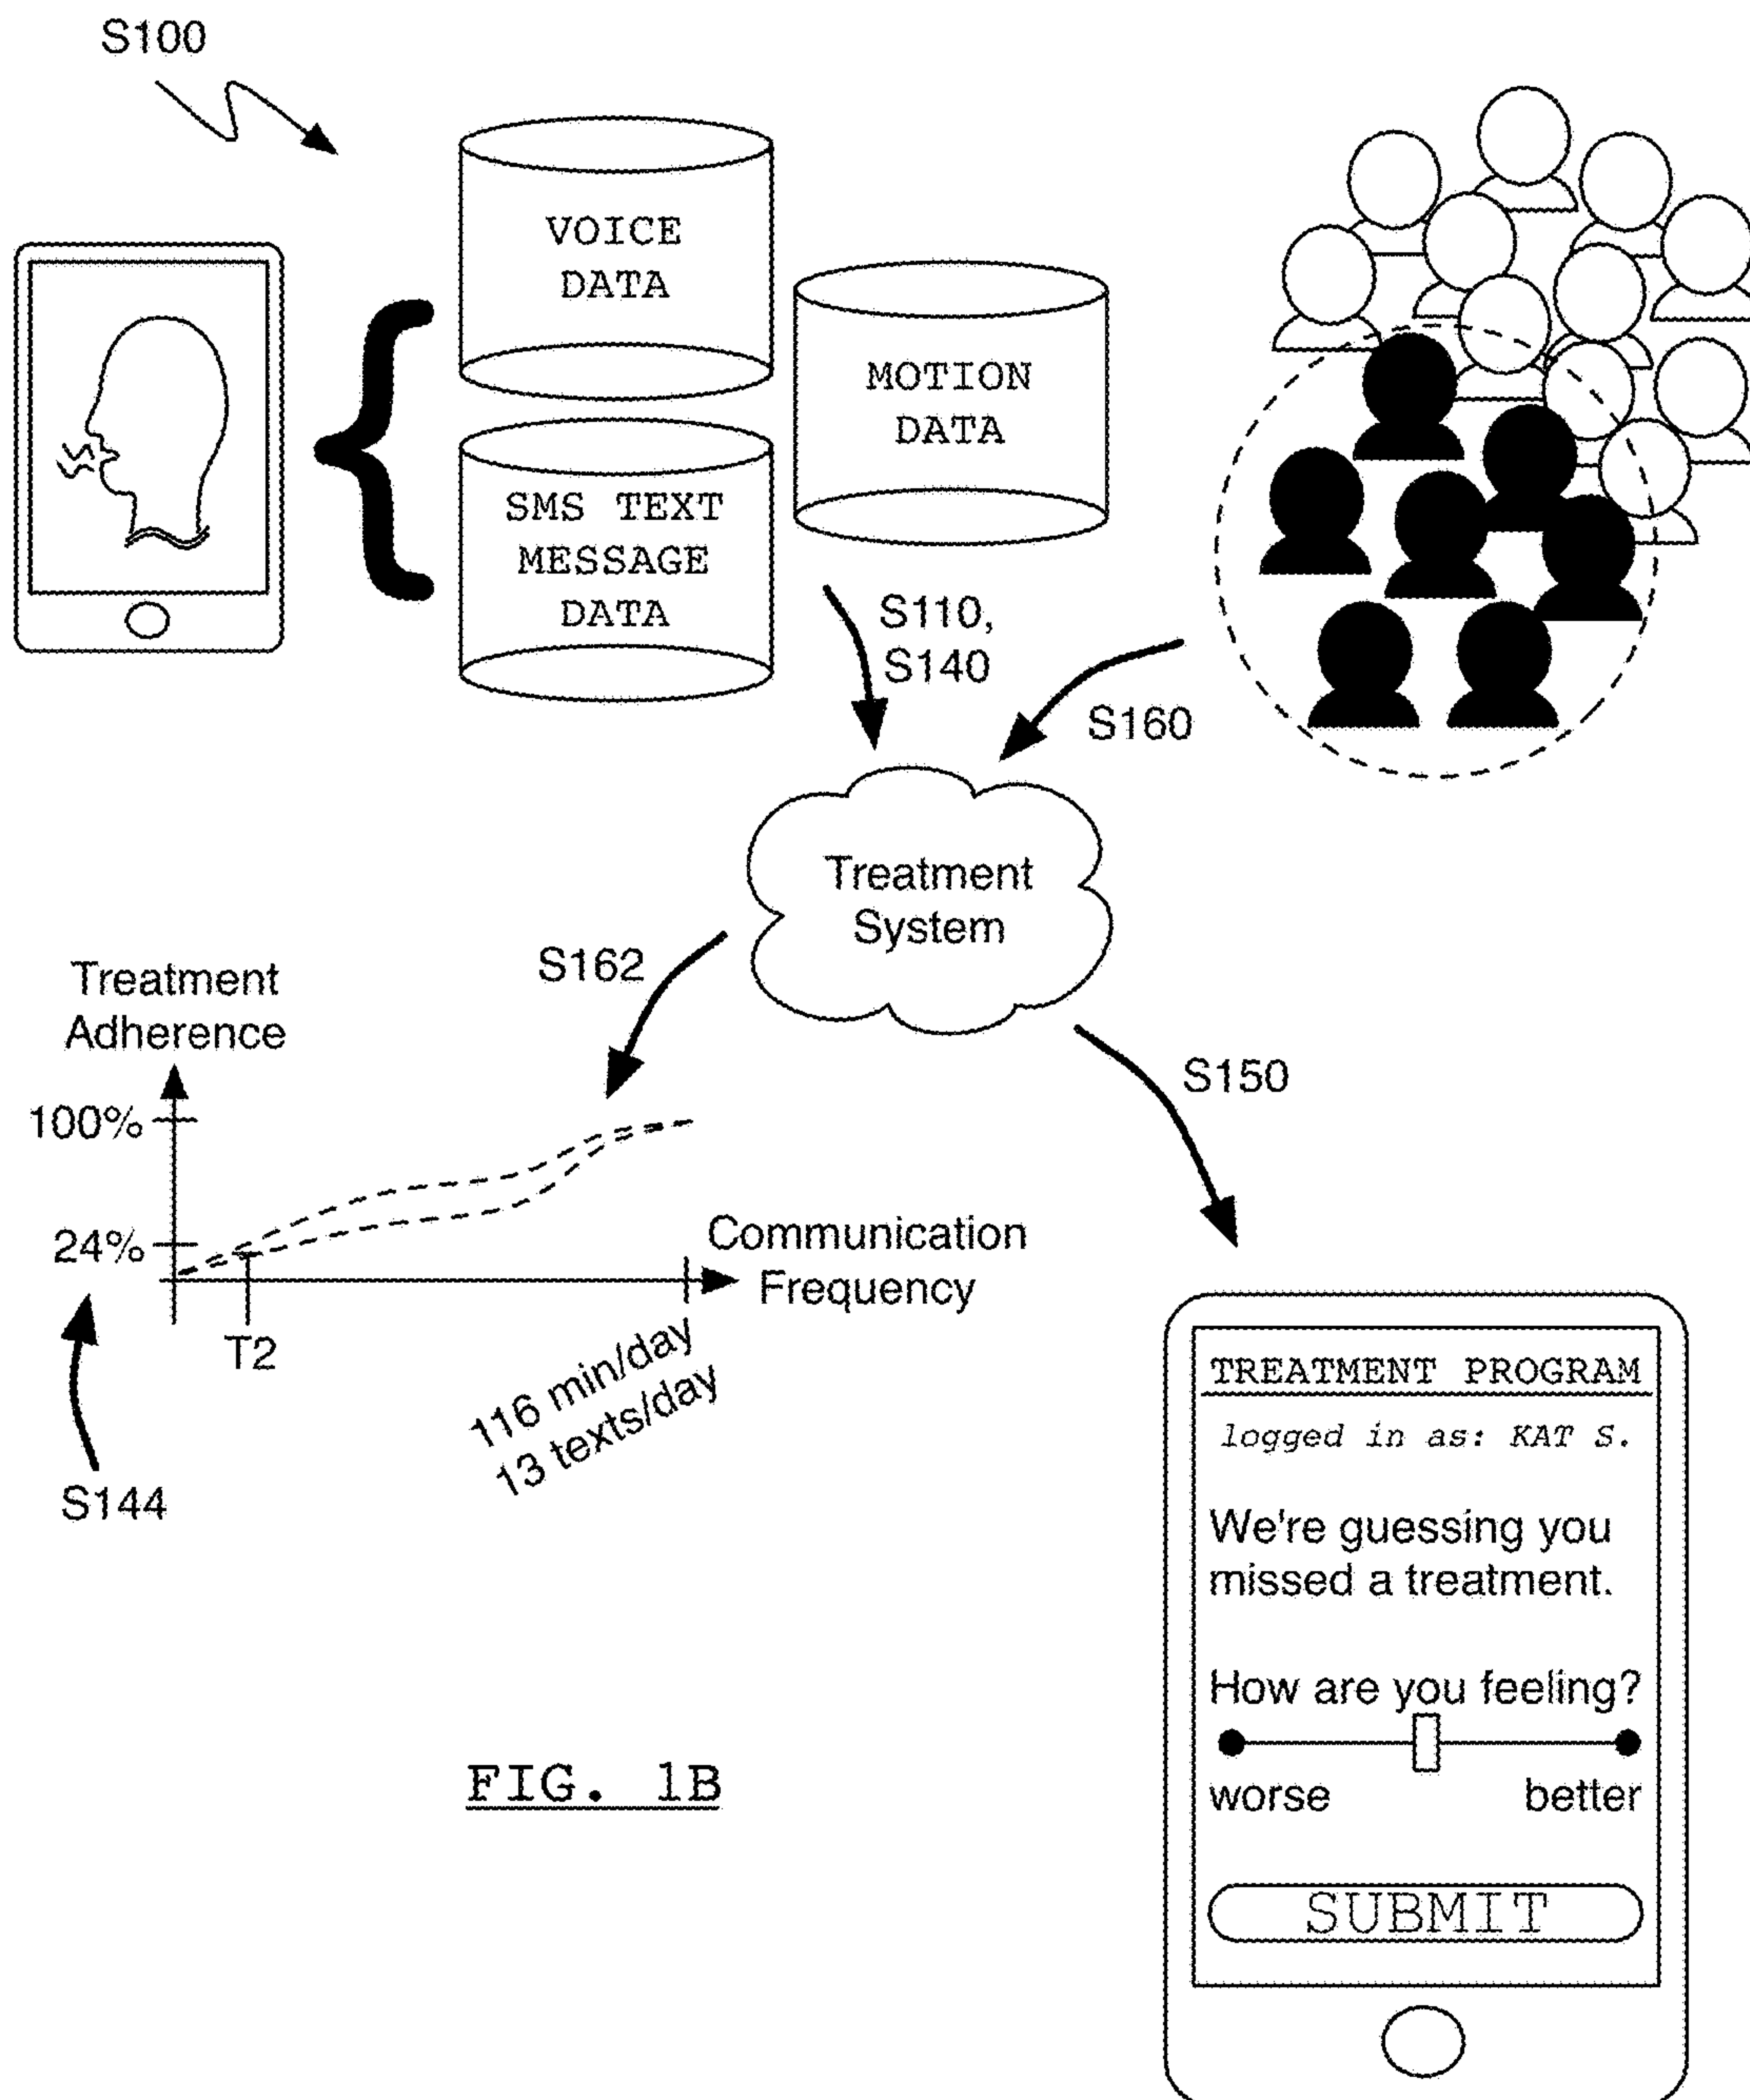 S100
VOICE
DATA
MOTION
DATA
SMS TEXT
MESSAGE
DATA
S110,
S140
S160
Treatment
System
S162
S150
Treatment
Adherence
100%
24%
T2
Communication
Frequency
116 min/day
13 texts/day
S144
TREATMENT PROGRAM
logged in as: KAT S.
We're guessing you
missed a treatment.
How are you feeling?
worse better
SUBMIT
FIG. 1B